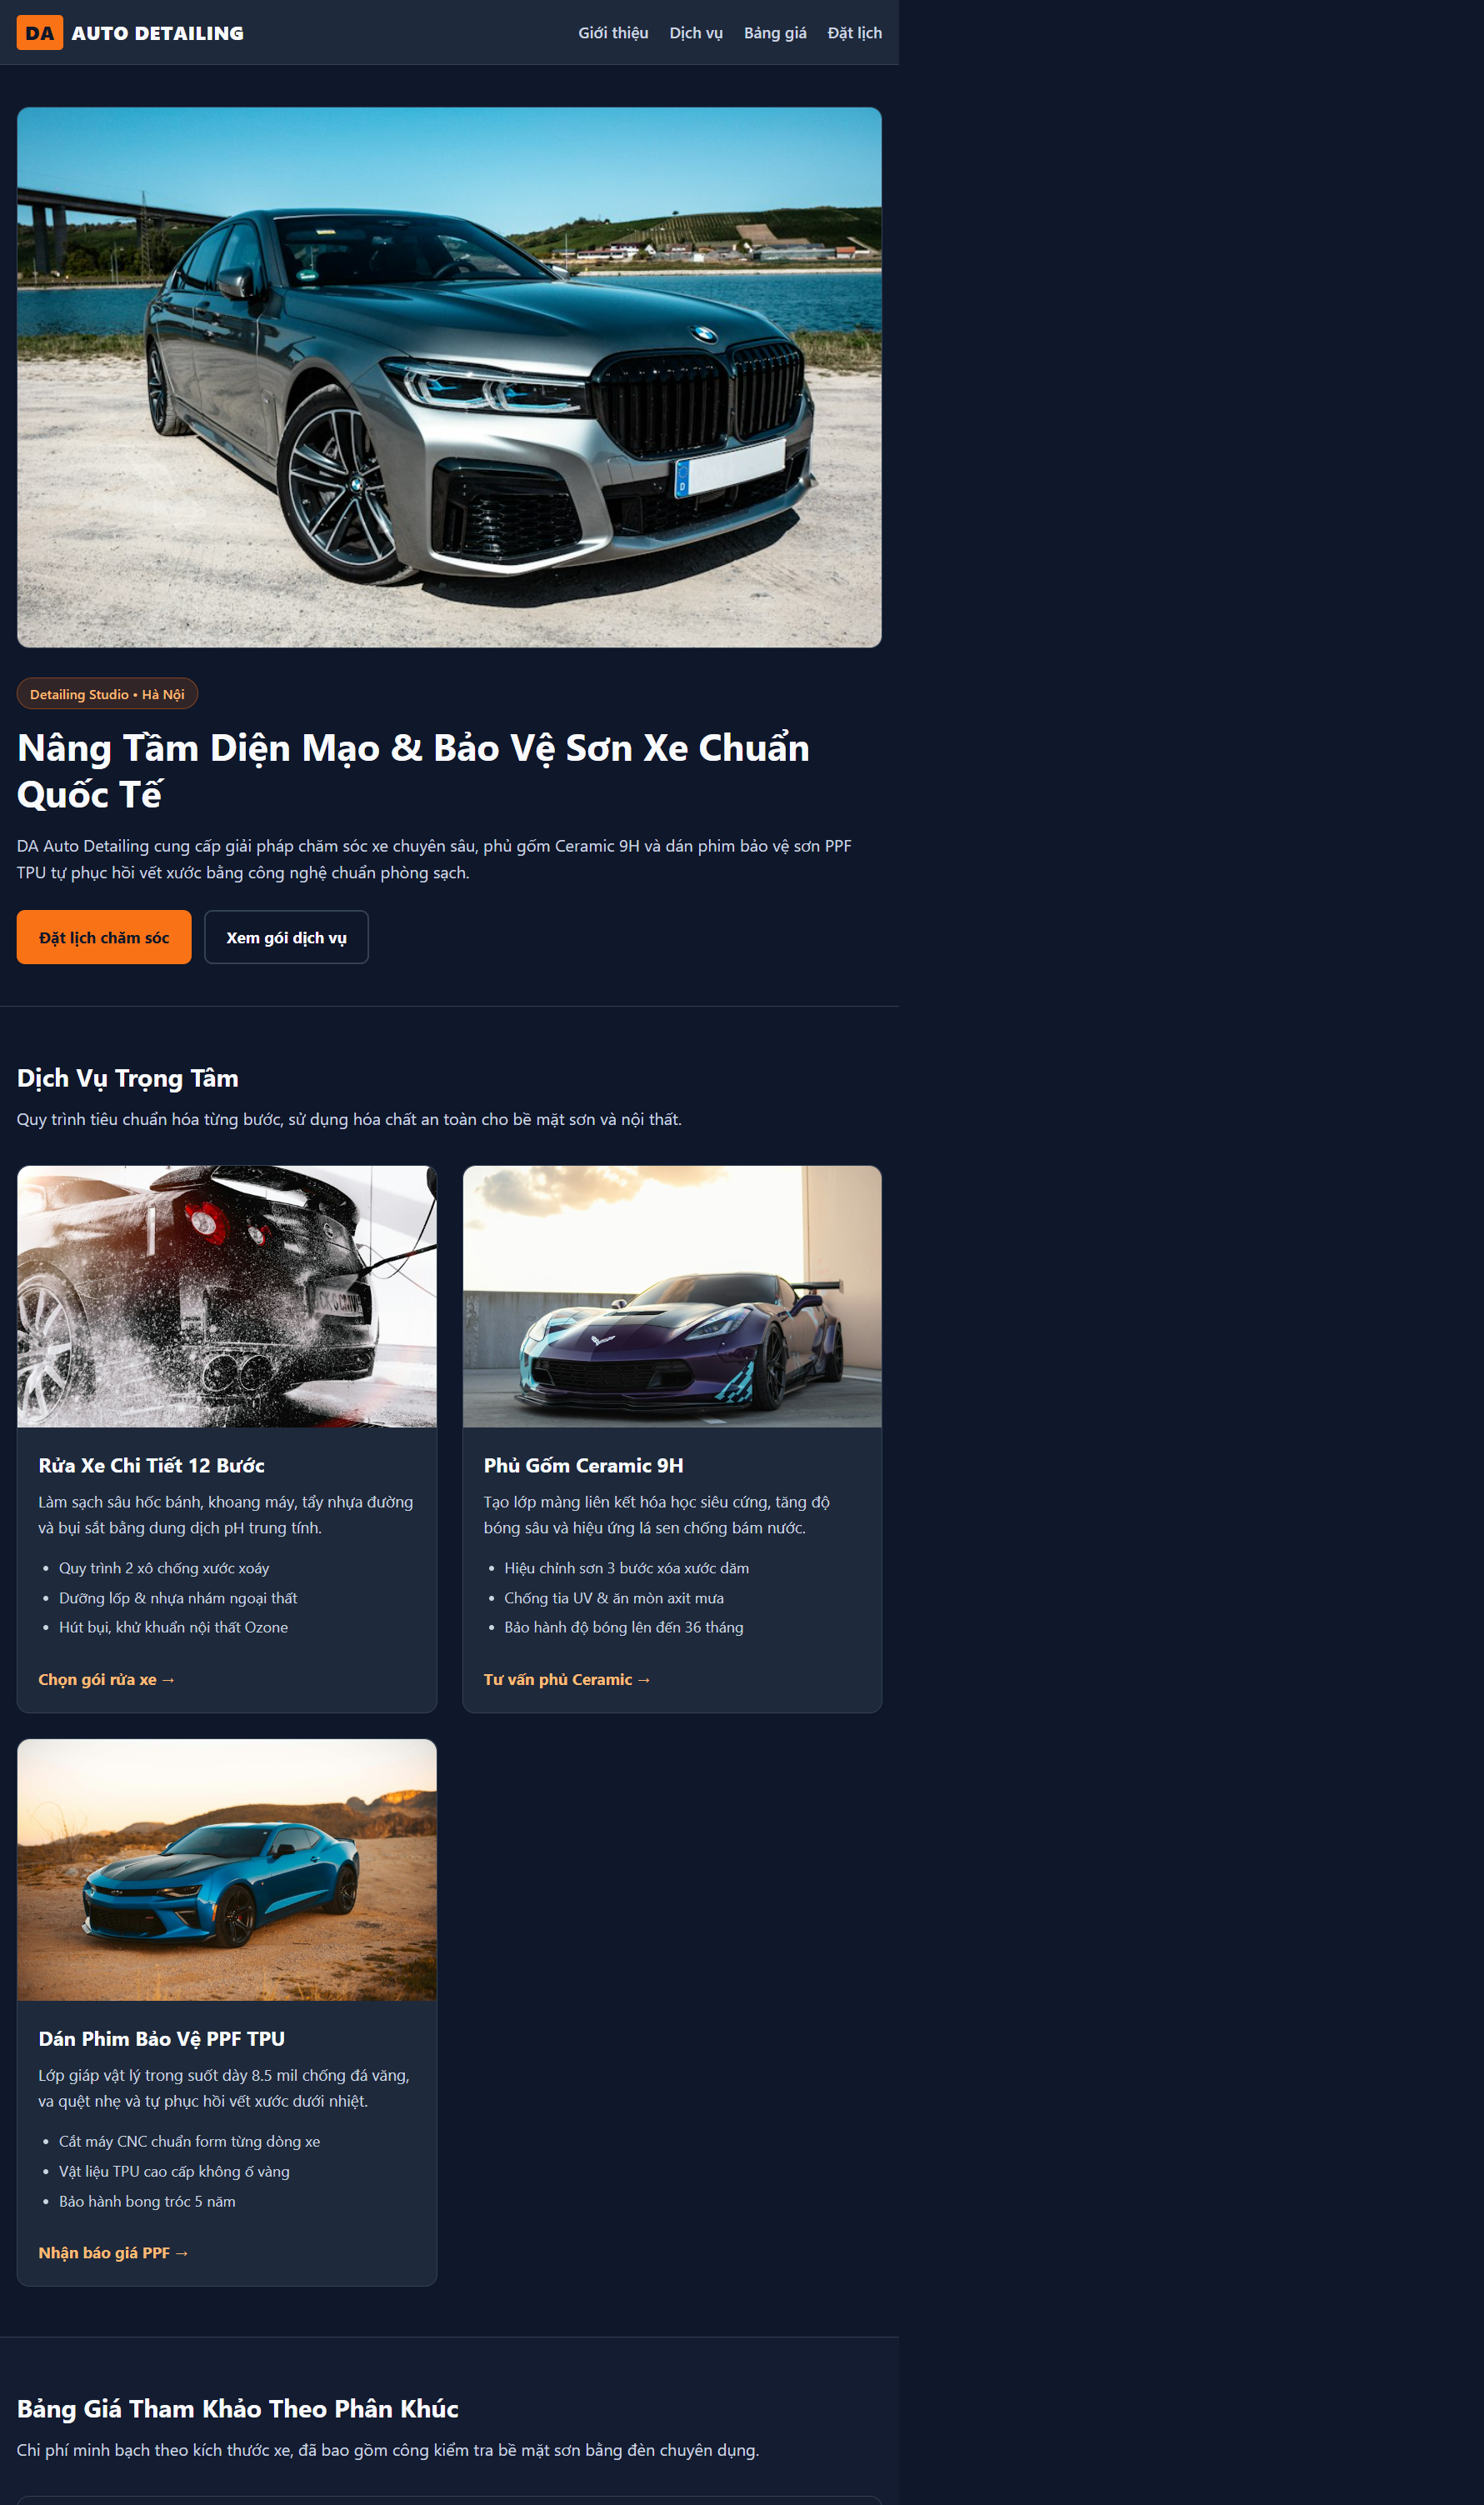 DA AUTO DETAILING
Giới thiệu Dịch vụ Bảng giá Đặt lịch
Detailing Studio • Hà Nội
Nâng Tầm Diện Mạo & Bảo Vệ Sơn Xe Chuẩn
Quốc Tế
DA Auto Detailing cung cấp giải pháp chăm sóc xe chuyên sâu, phủ gốm Ceramic 9H và dán phim bảo vệ sơn PPF
TPU tự phục hồi vết xước bằng công nghệ chuẩn phòng sạch.
Đặt lịch chăm sóc
Xem gói dịch vụ
Dịch Vụ Trọng Tâm
Quy trình tiêu chuẩn hóa từng bước, sử dụng hóa chất an toàn cho bề mặt sơn và nội thất.
Rửa Xe Chi Tiết 12 Bước
Làm sạch sâu hốc bánh, khoang máy, tẩy nhựa đường
và bụi sắt bằng dung dịch pH trung tính.
• Quy trình 2 xô chống xước xoáy
• Dưỡng lốp & nhựa nhám ngoại thất
• Hút bụi, khử khuẩn nội thất Ozone
Chọn gói rửa xe →
Phủ Gốm Ceramic 9H
Tạo lớp màng liên kết hóa học siêu cứng, tăng độ
bóng sâu và hiệu ứng lá sen chống bám nước.
• Hiệu chỉnh sơn 3 bước xóa xước dăm
• Chống tia UV & ăn mòn axit mưa
• Bảo hành độ bóng lên đến 36 tháng
Tư vấn phủ Ceramic →
Dán Phim Bảo Vệ PPF TPU
Lớp giáp vật lý trong suốt dày 8.5 mil chống đá văng,
va quệt nhẹ và tự phục hồi vết xước dưới nhiệt.
• Cắt máy CNC chuẩn form từng dòng xe
• Vật liệu TPU cao cấp không ố vàng
• Bảo hành bong tróc 5 năm
Nhận báo giá PPF →
Bảng Giá Tham Khảo Theo Phân Khúc
Chi phí minh bạch theo kích thước xe, đã bao gồm công kiểm tra bề mặt sơn bằng đèn chuyên dụng.